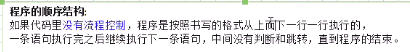 程序的顺序结构:
如果代码里没有流程控制，程序是按照书写的格式从上面下一行一行执行的，
一条语句执行完之后继续执行下一条语句，中间没有判断和跳转，直到程序的结束。